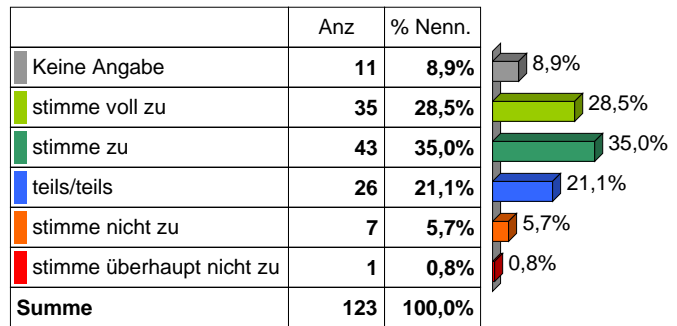 Anz % Nenn.
Keine Angabe 11 8,9% 8,9%
stimme voll zu 35 28,5% 28,5%
stimme zu 43 35,0% 35,0%
teils/teils 26 21,1% 21,1%
stimme nicht zu 7 5,7% 5,7%
stimme überhaupt nicht zu 1 0,8% 0,8%
Summe 123 100,0%